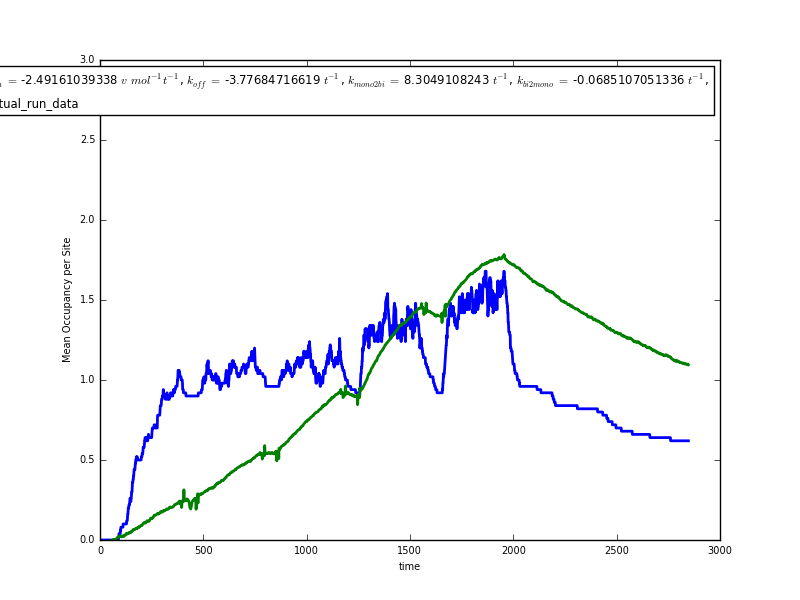 3.0
= -2.49161039338 v mol⁻¹t⁻¹, k_off = -3.77684716619 t⁻¹, k_mono2bi = 8.3049108243 t⁻¹, k_bi2mono = -0.0685107051336 t⁻¹,
tual_run_data
2.5
2.0
1.5
1.0
0.5
0.0
Mean Occupancy per Site
0 500 1000 1500 2000 2500 3000
time